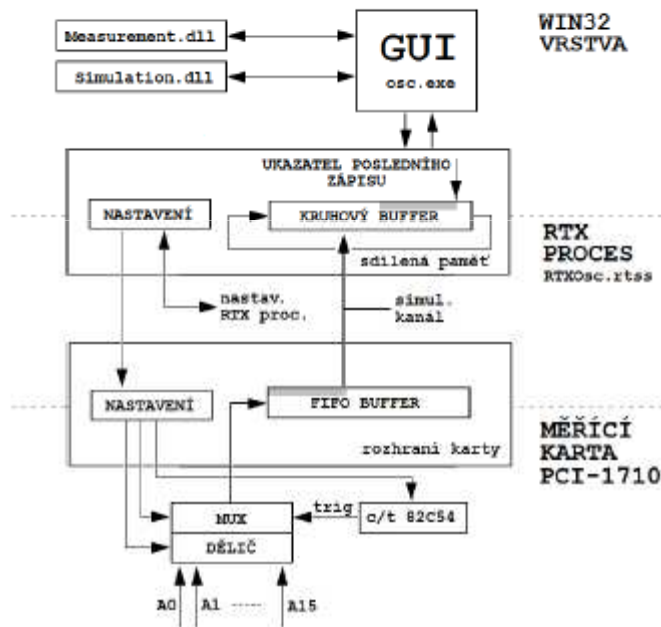 Measurement.dll
Simulation.dll
GUI
osc.exe
WIN32
VRSTVA
UKAZATEL POSLEDNÍHO
ZÁPISU
NASTAVENÍ
KRUHOVÝ BUFFER
sdílená paměť
RTX
PROCES
RTXOsc.rtss
nastav.
RTX proc.
simul.
kanál
NASTAVENÍ
FIFO BUFFER
rozhraní karty
MĚŘÍCÍ
KARTA
PCI-1710
MUX
trig
c/t 82C54
DĚLIČ
A0 A1 ----- A15